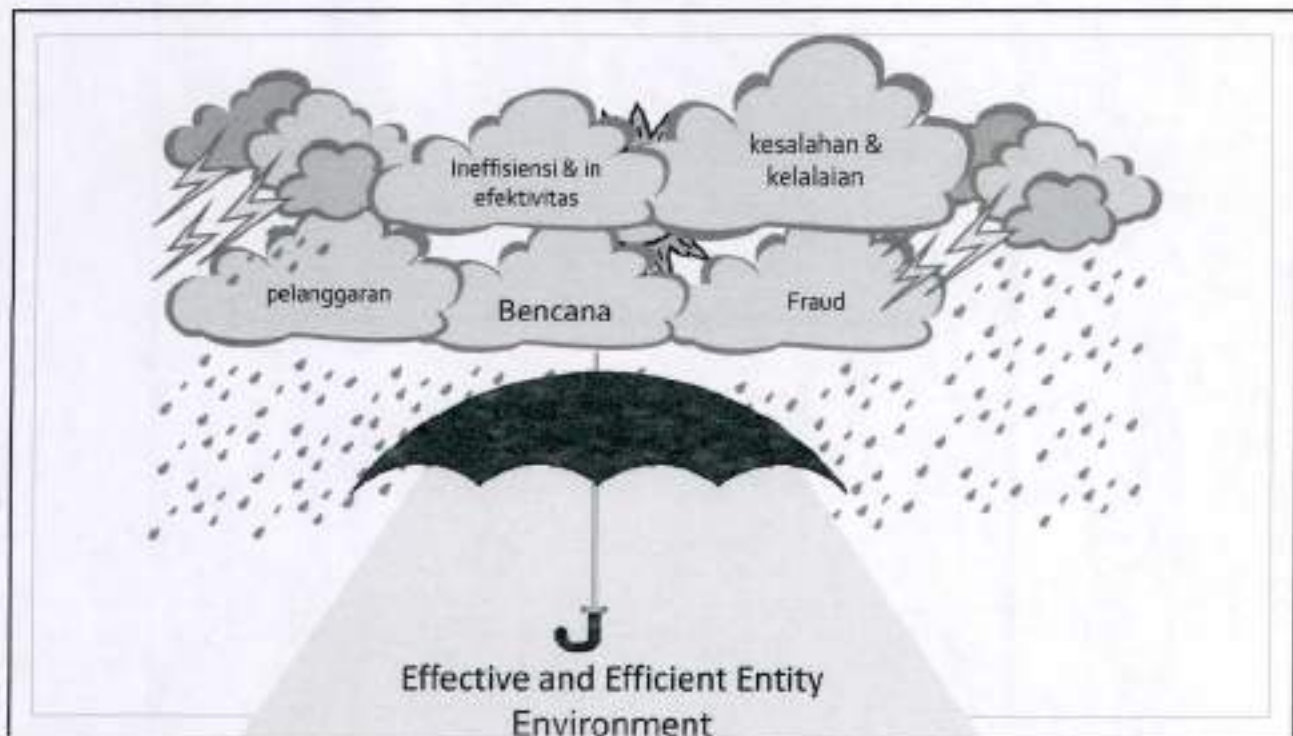 Ineffisiensi & in
efektivitas
kesalahan &
kelalaian
pelanggaran
Bencana
Fraud
Effective and Efficient Entity
Environment